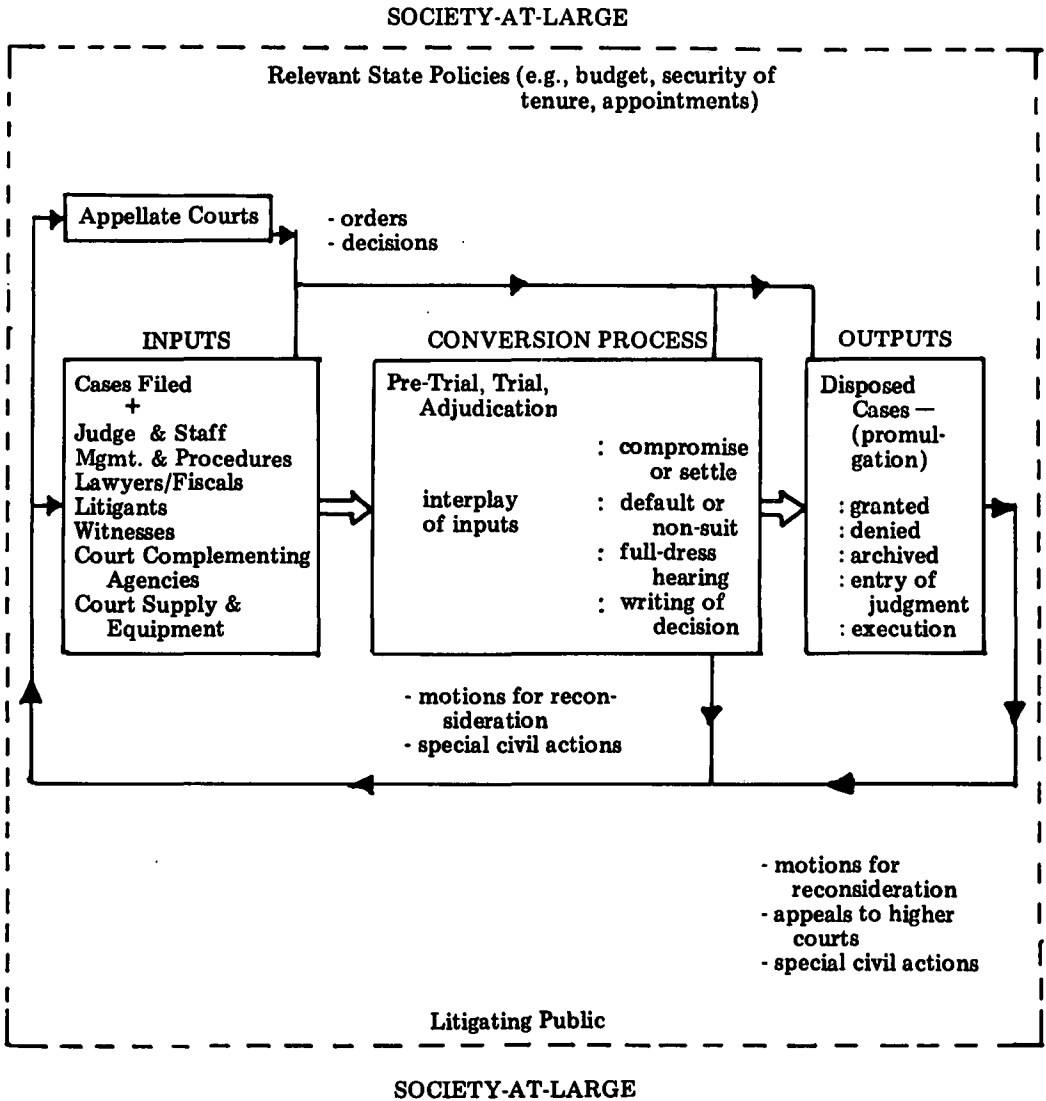 SOCIETY-AT-LARGE
Relevant State Policies (e.g., budget, security of
tenure, appointments)
Appellate Courts
- orders
- decisions
INPUTS
Cases Filed
+
Judge & Staff
Mgmt. & Procedures
Lawyers/Fiscals
Litigants
Witnesses
Court Complementing
Agencies
Court Supply &
Equipment
CONVERSION PROCESS
Pre-Trial, Trial,
Adjudication
interplay
of inputs
: compromise
or settle
: default or
non-suit
: full-dress
hearing
: writing of
decision
OUTPUTS
Disposed
Cases —
(promul-
gation)
: granted
: denied
: archived
: entry of
judgment
: execution
- motions for recon-
sideration
- special civil actions
- motions for
reconsideration
- appeals to higher
courts
- special civil actions
Litigating Public
SOCIETY-AT-LARGE